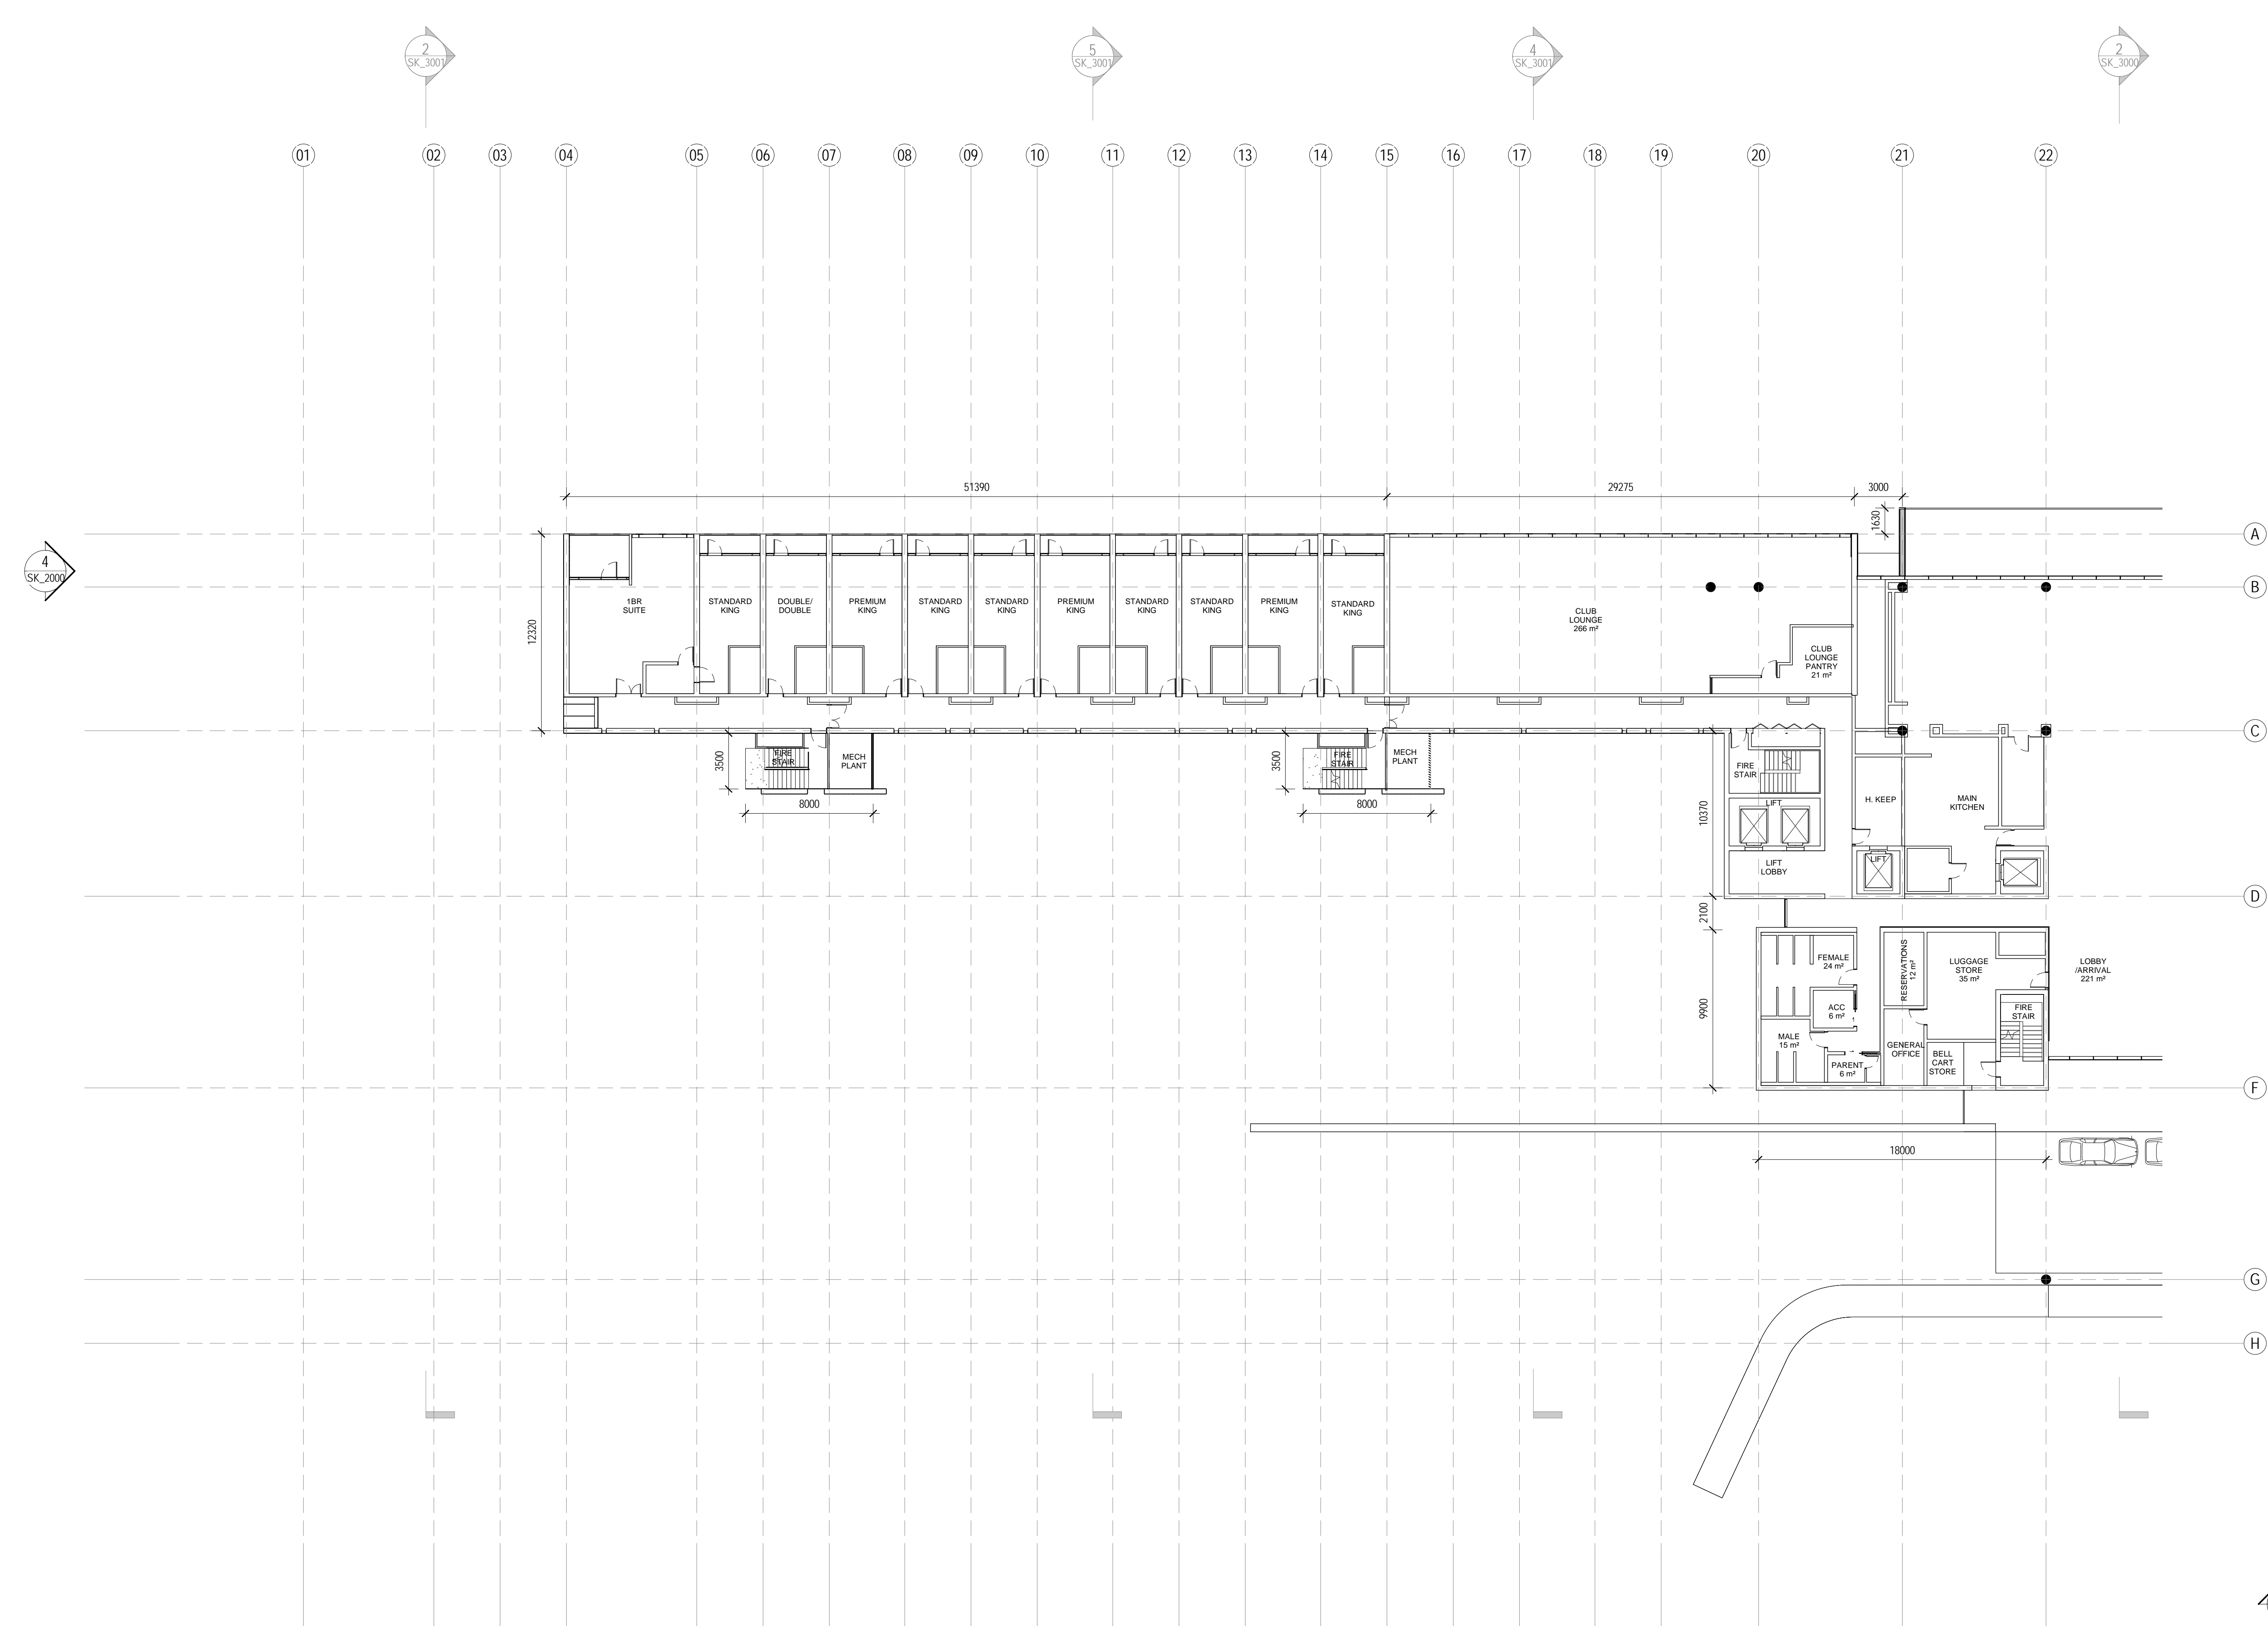 2
SK_3001
5
SK_3001
4
SK_3001
2
SK_3000
01
02
03
04
05
06
07
08
09
10
11
12
13
14
15
16
17
18
19
20
21
22
51390
29275
3000
1630
A
4
SK_2000
B
12320
1BR
SUITE
STANDARD
KING
DOUBLE/
DOUBLE
PREMIUM
KING
STANDARD
KING
STANDARD
KING
PREMIUM
KING
STANDARD
KING
STANDARD
KING
PREMIUM
KING
STANDARD
KING
CLUB
LOUNGE
266 m²
CLUB
LOUNGE
PANTRY
21 m²
C
3500
FIRE
STAIR
MECH
PLANT
8000
3500
FIRE
STAIR
MECH
PLANT
8000
10370
FIRE
STAIR
LIFT
LIFT
LOBBY
H. KEEP
LIFT
MAIN
KITCHEN
D
2100
9900
FEMALE
24 m²
ACC
6 m²
MALE
15 m²
PARENT
6 m²
RESERVATIONS
12 m²
GENERAL
OFFICE
LUGGAGE
STORE
35 m²
BELL
CART
STORE
FIRE
STAIR
LOBBY
/ARRIVAL
221 m²
F
18000
G
H